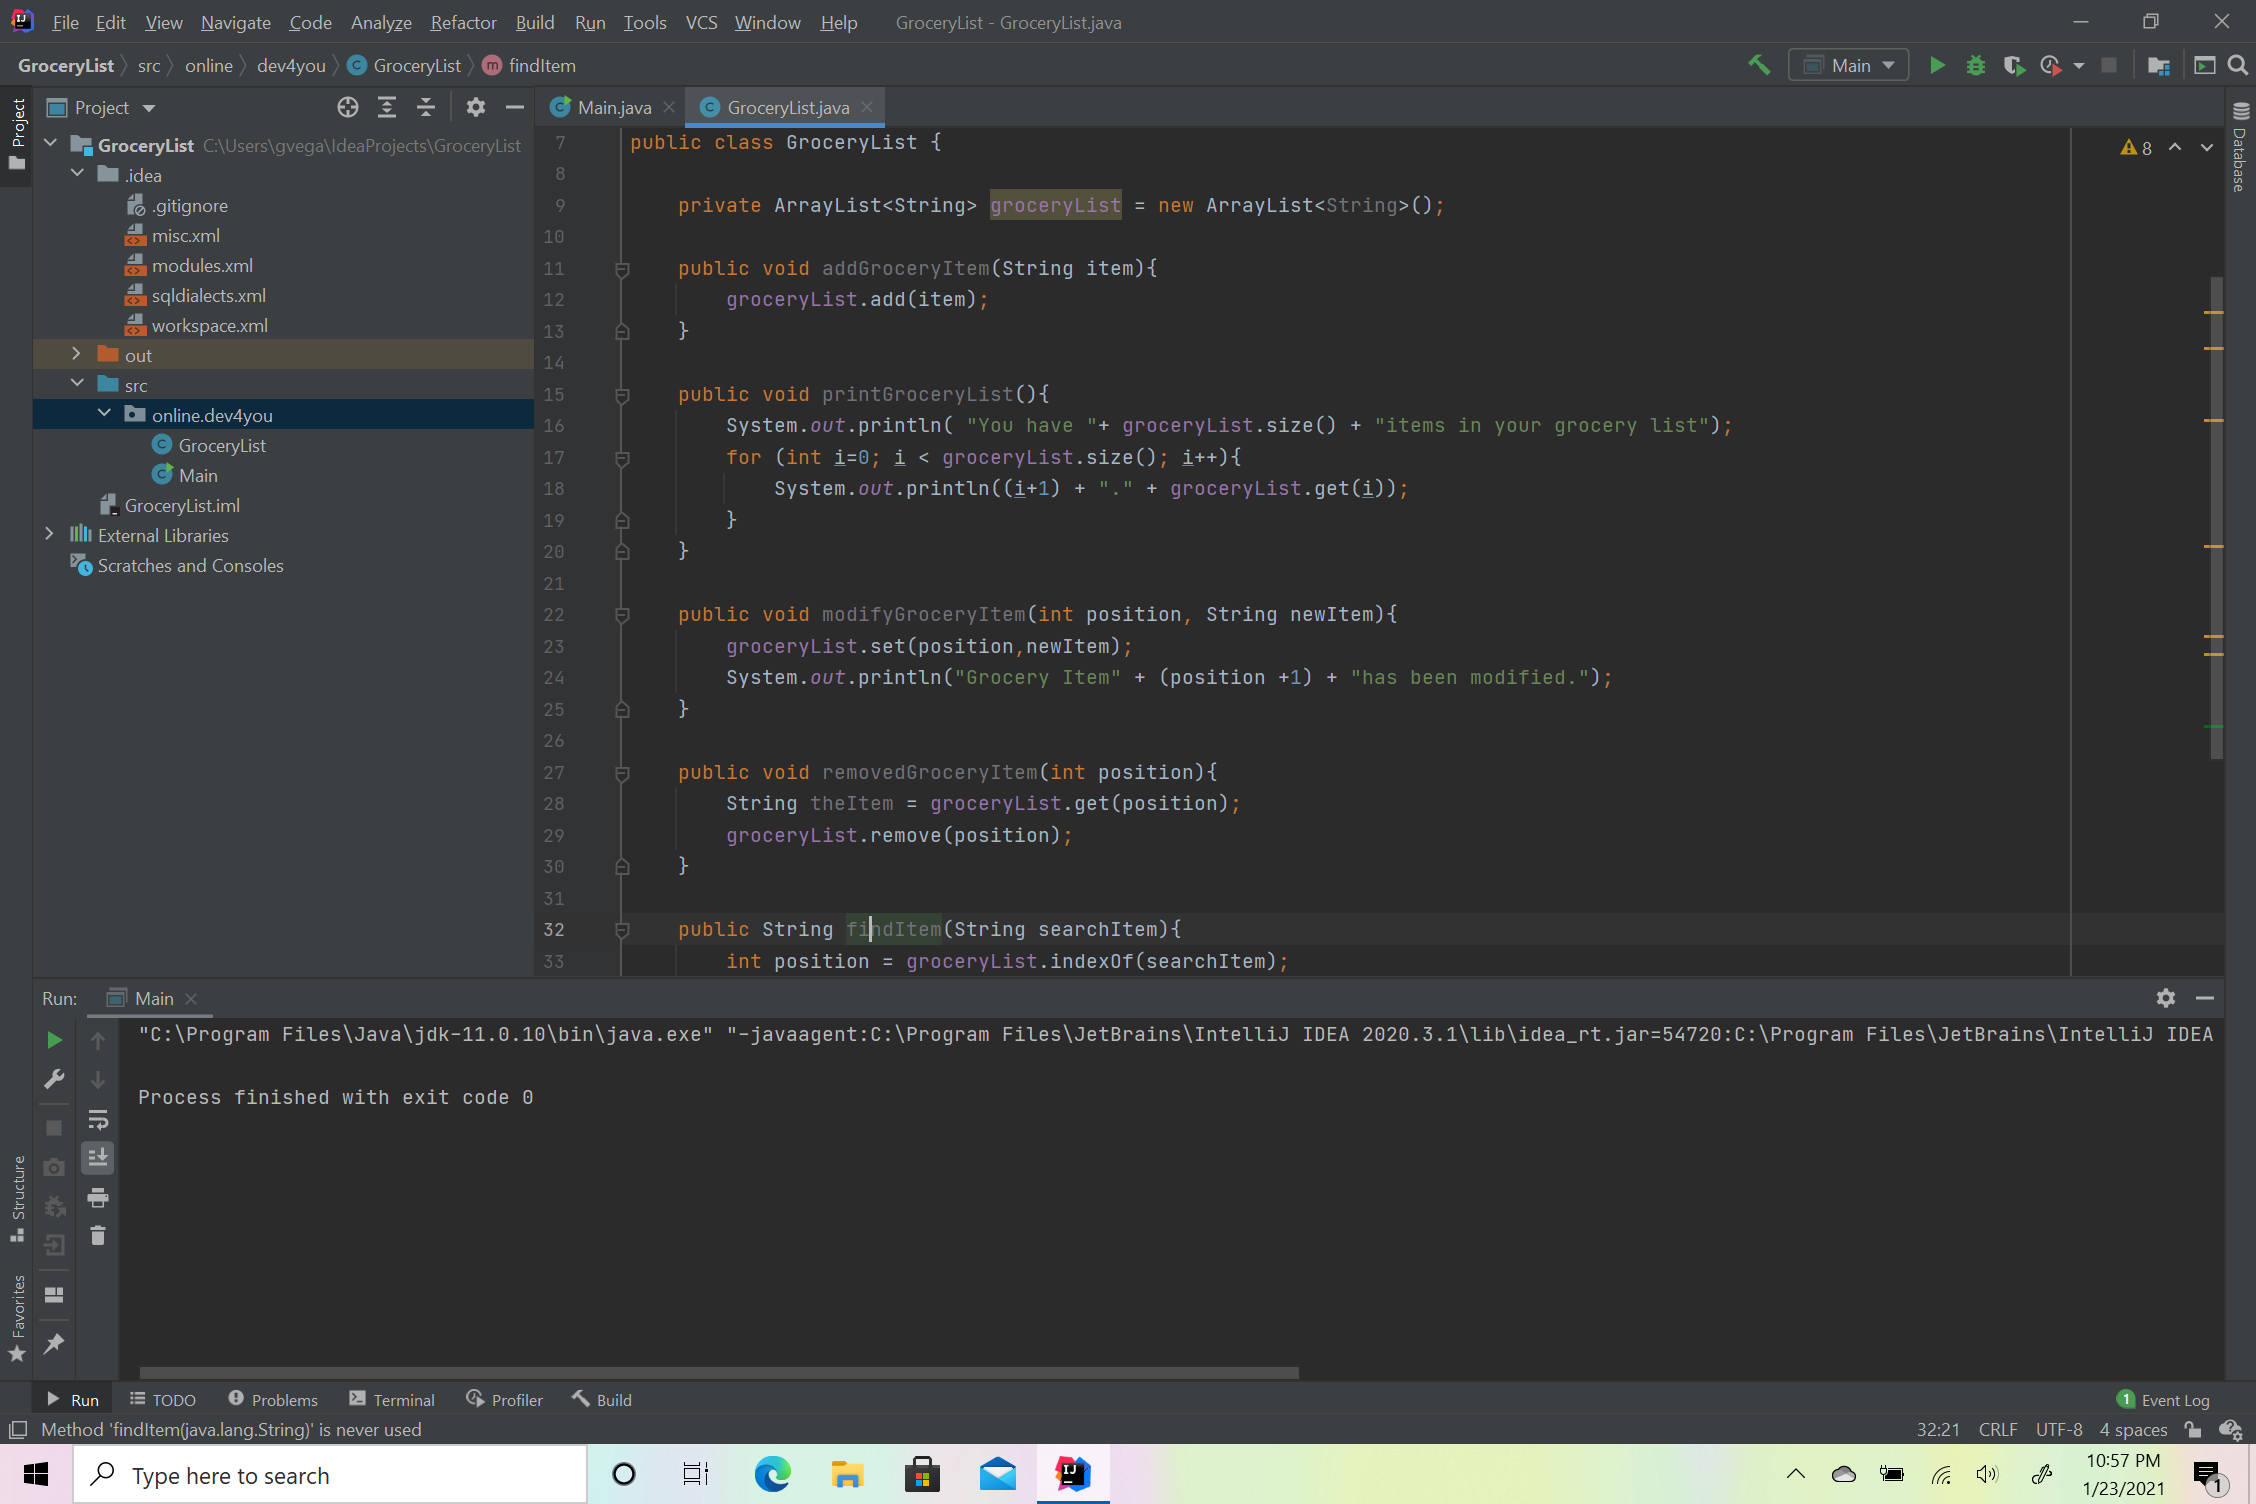 File Edit View Navigate Code Analyze Refactor Build Run Tools VCS Window Help GroceryList - GroceryList.java
GroceryList src online dev4you GroceryList findItem
Main
Project
Project
Main.java GroceryList.java
GroceryList C:\Users\gvega\IdeaProjects\GroceryList
.idea
.gitignore
misc.xml
modules.xml
sqldialects.xml
workspace.xml
out
src
online.dev4you
GroceryList
Main
GroceryList.iml
External Libraries
Scratches and Consoles
8
Database
7 public class GroceryList {
8
9 private ArrayList<String> groceryList = new ArrayList<String>();
10
11 public void addGroceryItem(String item){
12 groceryList.add(item);
13 }
14
15 public void printGroceryList(){
16 System.out.println( "You have "+ groceryList.size() + "items in your grocery list");
17 for (int i=0; i < groceryList.size(); i++){
18 System.out.println((i+1) + "." + groceryList.get(i));
19 }
20 }
21
22 public void modifyGroceryItem(int position, String newItem){
23 groceryList.set(position,newItem);
24 System.out.println("Grocery Item" + (position +1) + "has been modified.");
25 }
26
27 public void removedGroceryItem(int position){
28 String theItem = groceryList.get(position);
29 groceryList.remove(position);
30 }
31
32 public String findItem(String searchItem){
33 int position = groceryList.indexOf(searchItem);
Run: Main
"C:\Program Files\Java\jdk-11.0.10\bin\java.exe" "-javaagent:C:\Program Files\JetBrains\IntelliJ IDEA 2020.3.1\lib\idea_rt.jar=54720:C:\Program Files\JetBrains\IntelliJ IDEA
Process finished with exit code 0
Structure
Favorites
Run TODO Problems Terminal Profiler Build 1 Event Log
Method 'findItem(java.lang.String)' is never used 32:21 CRLF UTF-8 4 spaces
Type here to search
10:57 PM
1/23/2021
1